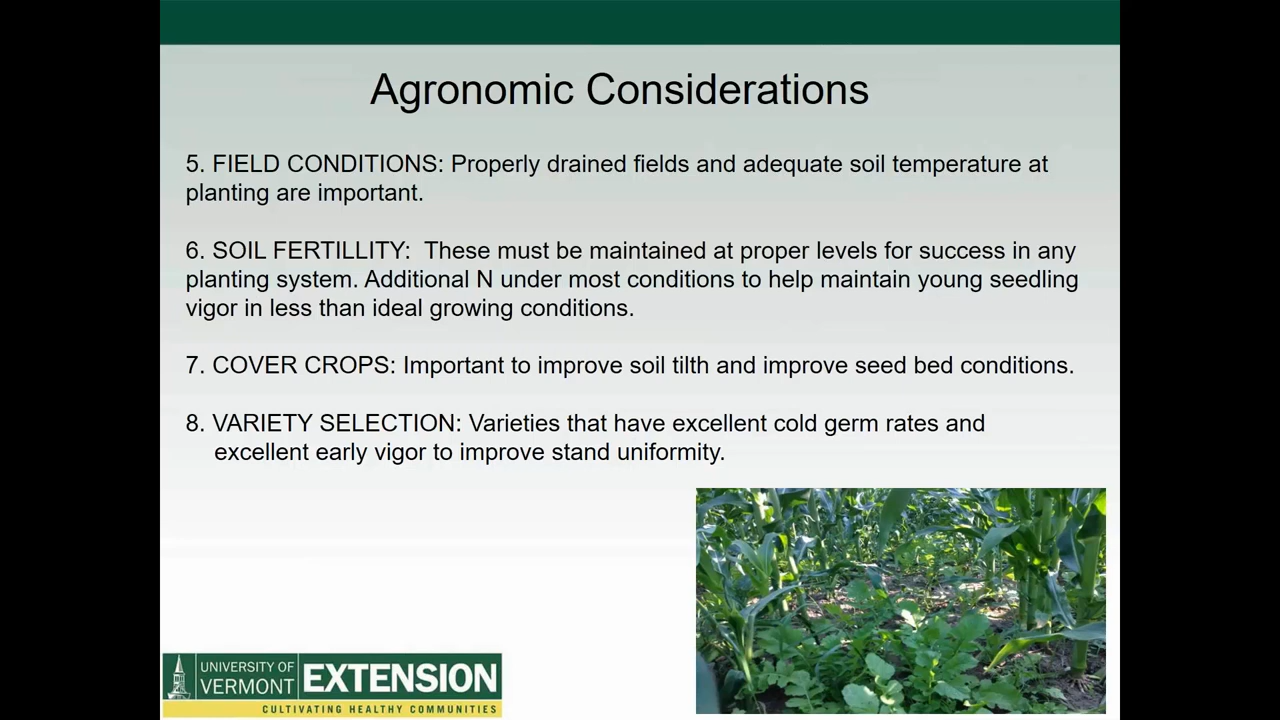 Agronomic Considerations
5. FIELD CONDITIONS: Properly drained fields and adequate soil temperature at
planting are important.
6. SOIL FERTILLITY:  These must be maintained at proper levels for success in any
planting system. Additional N under most conditions to help maintain young seedling
vigor in less than ideal growing conditions.
7. COVER CROPS: Important to improve soil tilth and improve seed bed conditions.
8. VARIETY SELECTION: Varieties that have excellent cold germ rates and
excellent early vigor to improve stand uniformity.
UNIVERSITY OF
VERMONT
EXTENSION
CULTIVATING HEALTHY COMMUNITIES